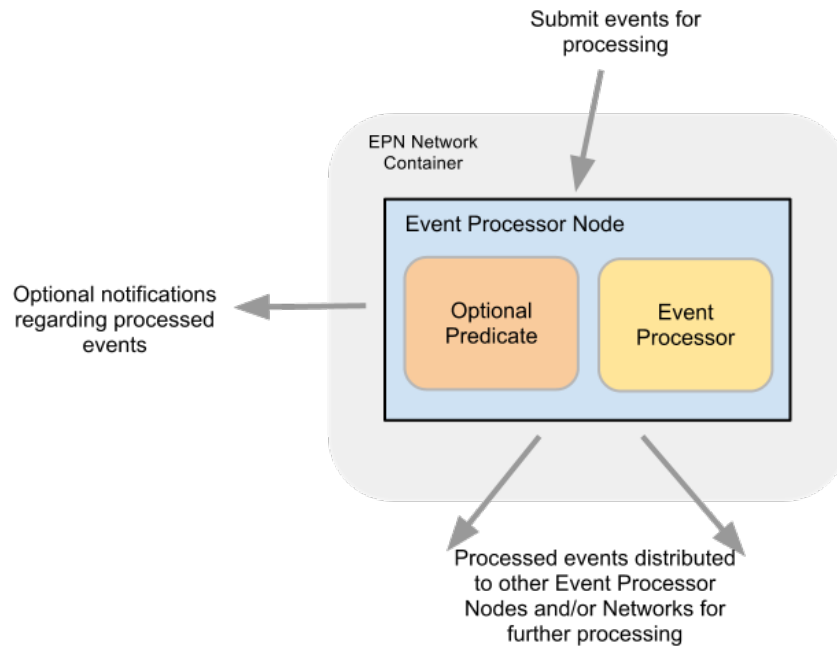 Submit events for
processing
EPN Network
Container
Event Processor Node
Optional
Predicate
Event
Processor
Optional notifications
regarding processed
events
Processed events distributed
to other Event Processor
Nodes and/or Networks for
further processing